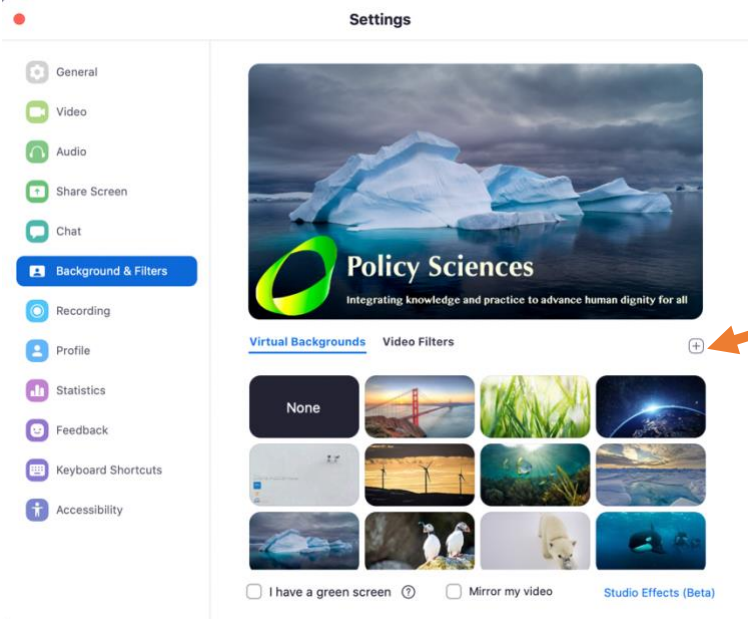 Settings
General
Video
Audio
Share Screen
Chat
Background & Filters
Recording
Profile
Statistics
Feedback
Keyboard Shortcuts
Accessibility
Policy Sciences
Integrating knowledge and practice to advance human dignity for all
Virtual Backgrounds Video Filters
None
I have a green screen ? Mirror my video Studio Effects (Beta)